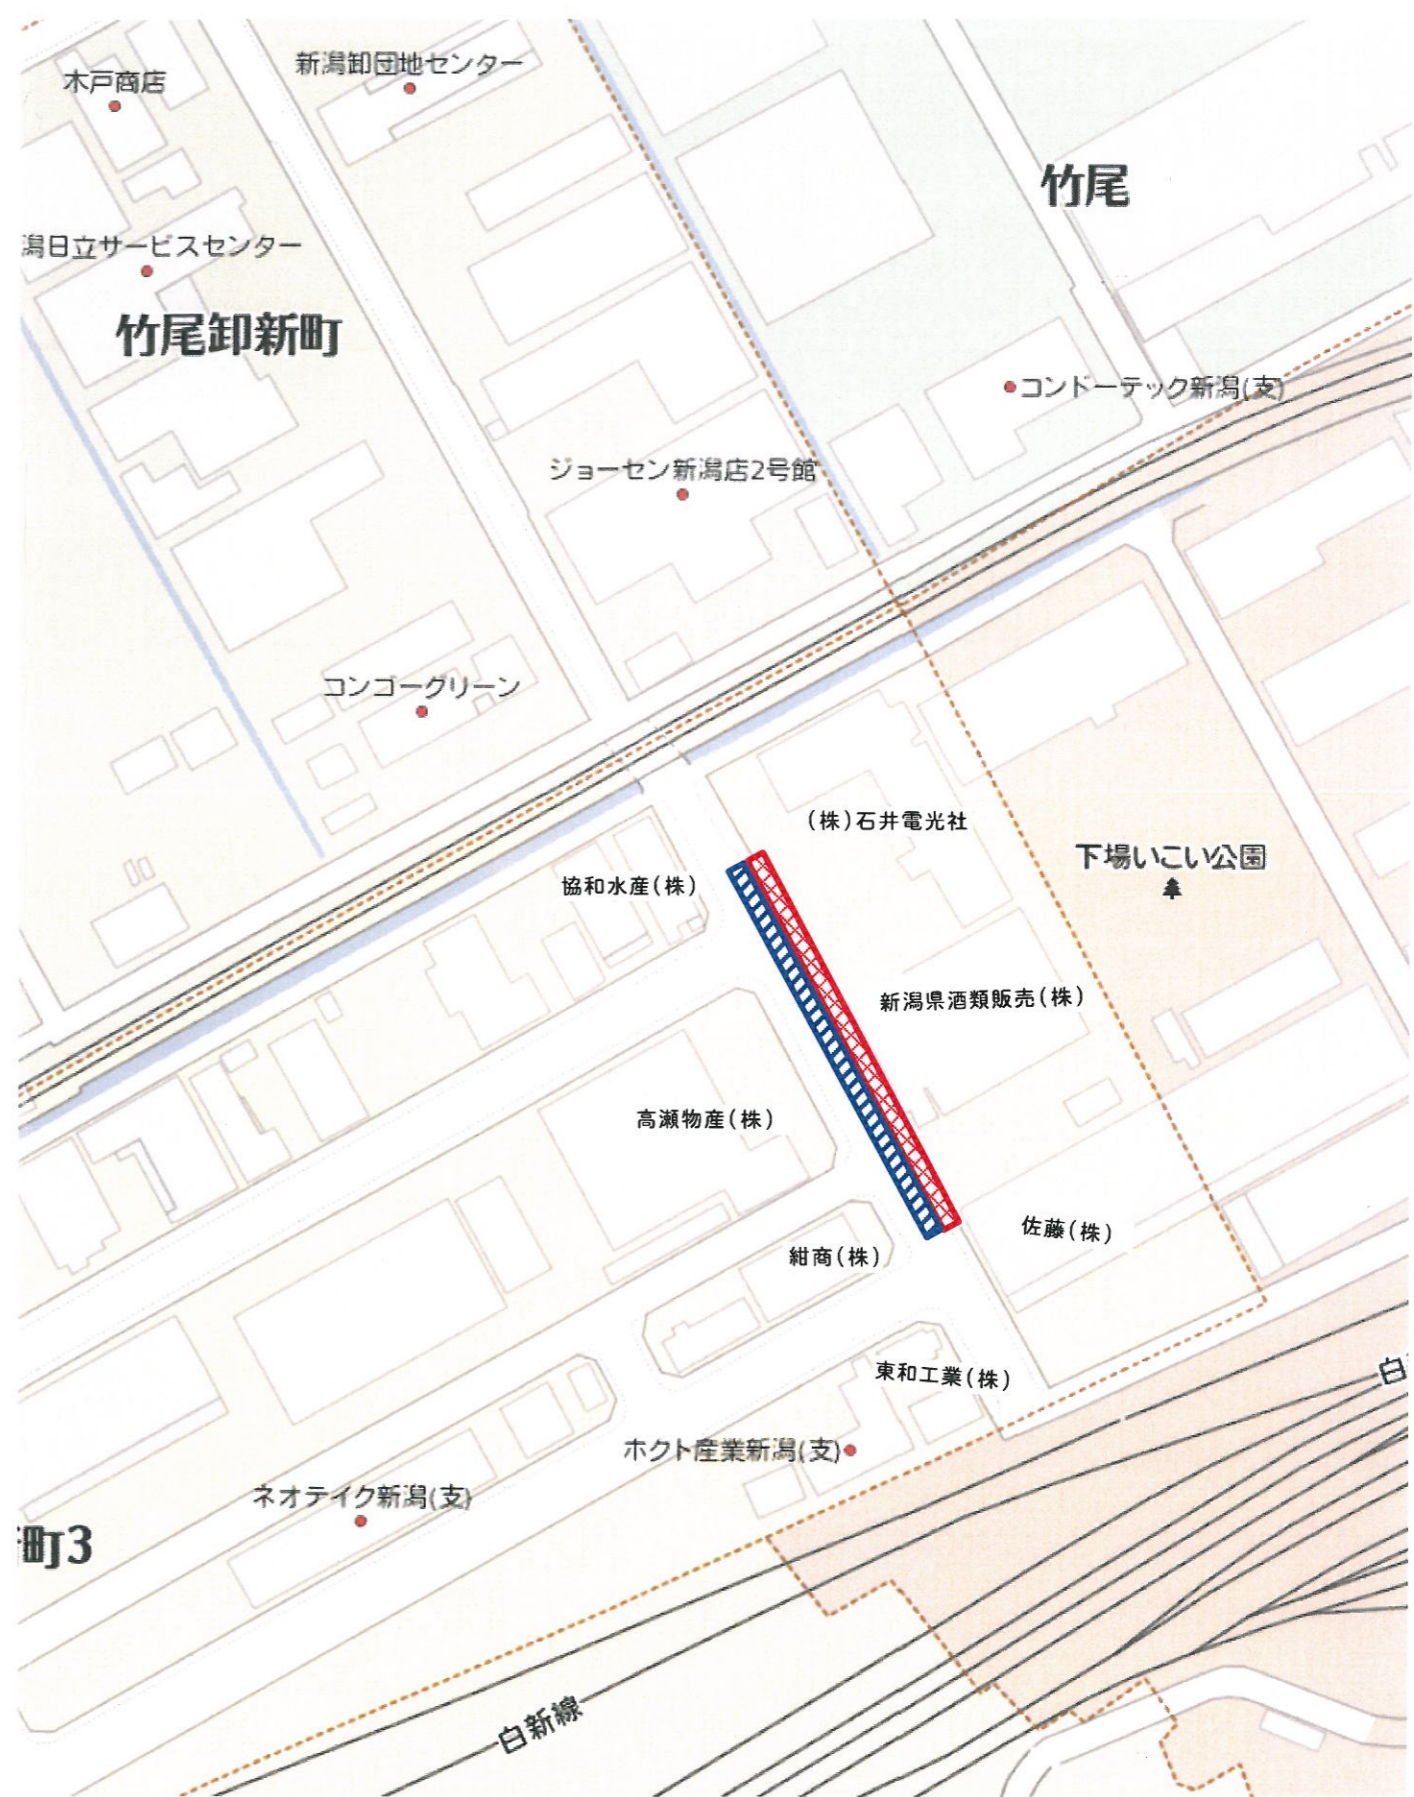 新潟卸団地センター
木戸商店
竹尾
潟日立サービスセンター
竹尾卸新町
コンドーテック新潟(支)
ジョーセン新潟店2号館
コンゴーグリーン
(株)石井電光社
下場いこい公園
協和水産(株)
新潟県酒類販売(株)
高瀬物産(株)
佐藤(株)
紺商(株)
東和工業(株)
白
ホクト産業新潟(支)
ネオテイク新潟(支)
町3
白新線